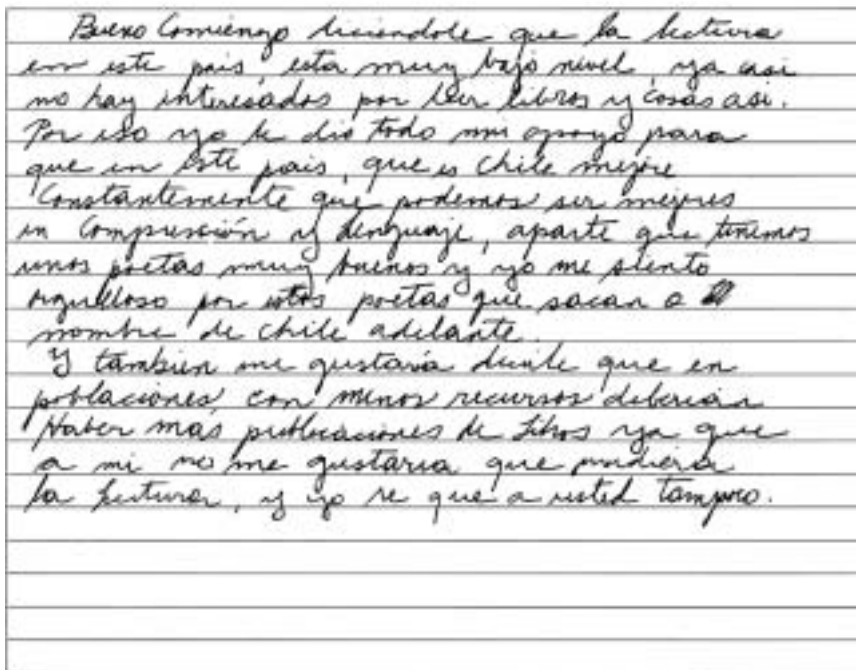 Bueno Comienzo diciendole que la lectura
en este pais, esta muy bajo nivel, ya casi
no hay interesados por leer libros y cosas asi.
Por eso yo le dio todo mi apoyo para
que en este pais, que es Chile mejore
Constantemente que podemos ser mejores
en Comprensión y Lenguaje, aparte que tenemos
unos poetas muy buenos y yo me siento
orgulloso por estos poetas que sacan a
nombre de chile adelante.
Y tambien me gustaría decirle que en
poblaciones con menos recursos deberian
Haber mas publicaciones de Libros ya que
a mi no me gustaria que
la lectura, y yo se que a usted tampoco.